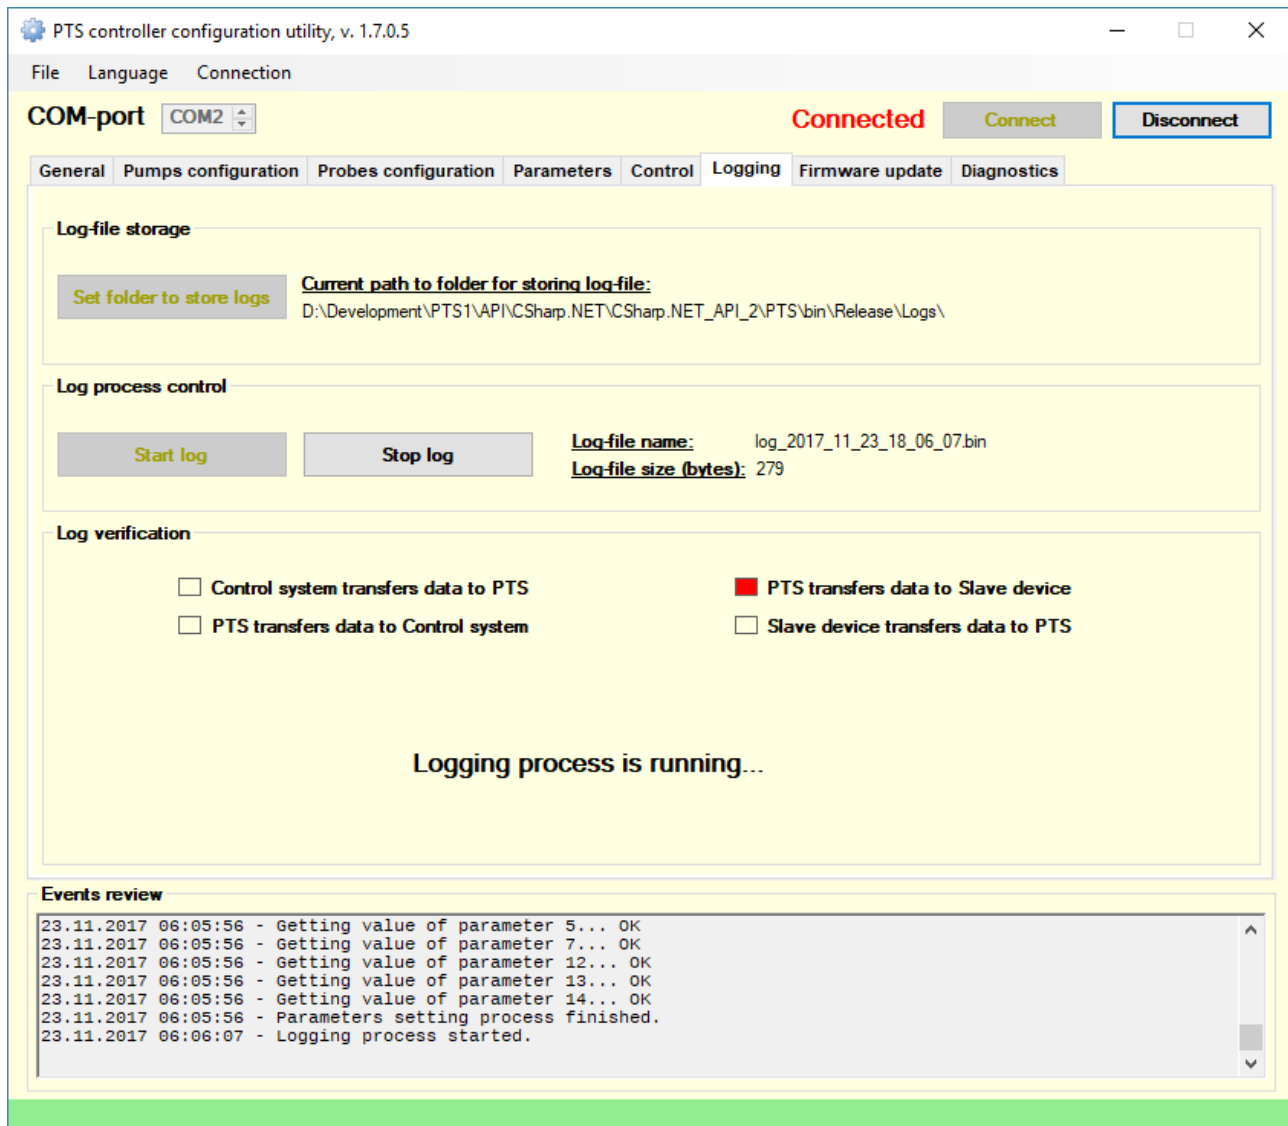 PTS controller configuration utility, v. 1.7.0.5
File Language Connection
COM-port COM2 Connected Connect Disconnect
General Pumps configuration Probes configuration Parameters Control Logging Firmware update Diagnostics
Log-file storage
Set folder to store logs
Current path to folder for storing log-file:
D:\Development\PTS1\API\CSharp.NET\CSharp.NET_API_2\PTS\bin\Release\Logs\
Log process control
Start log Stop log
Log-file name: log_2017_11_23_18_06_07.bin
Log-file size (bytes): 279
Log verification
Control system transfers data to PTS PTS transfers data to Slave device
PTS transfers data to Control system Slave device transfers data to PTS
Logging process is running...
Events review
23.11.2017 06:05:56 - Getting value of parameter 5... OK
23.11.2017 06:05:56 - Getting value of parameter 7... OK
23.11.2017 06:05:56 - Getting value of parameter 12... OK
23.11.2017 06:05:56 - Getting value of parameter 13... OK
23.11.2017 06:05:56 - Getting value of parameter 14... OK
23.11.2017 06:05:56 - Parameters setting process finished.
23.11.2017 06:06:07 - Logging process started.